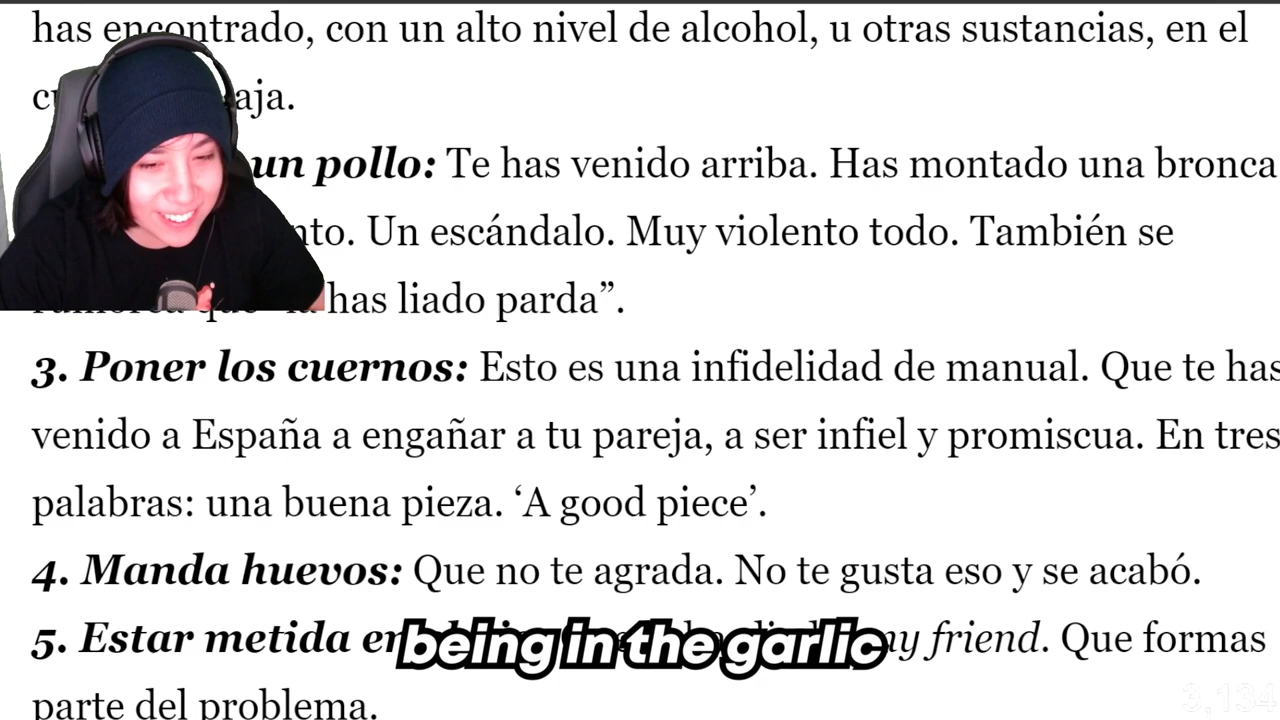 has encontrado, con un alto nivel de alcohol, u otras sustancias, en el
aja.
un pollo: Te has venido arriba. Has montado una bronca
nto. Un escándalo. Muy violento todo. También se
has liado parda”.
3. Poner los cuernos: Esto es una infidelidad de manual. Que te has
venido a España a engañar a tu pareja, a ser infiel y promiscua. En tres
palabras: una buena pieza. ‘A good piece’.
4. Manda huevos: Que no te agrada. No te gusta eso y se acabó.
5. Estar metida en my friend. Que formas
being in the garlic
parte del problema.
3,134